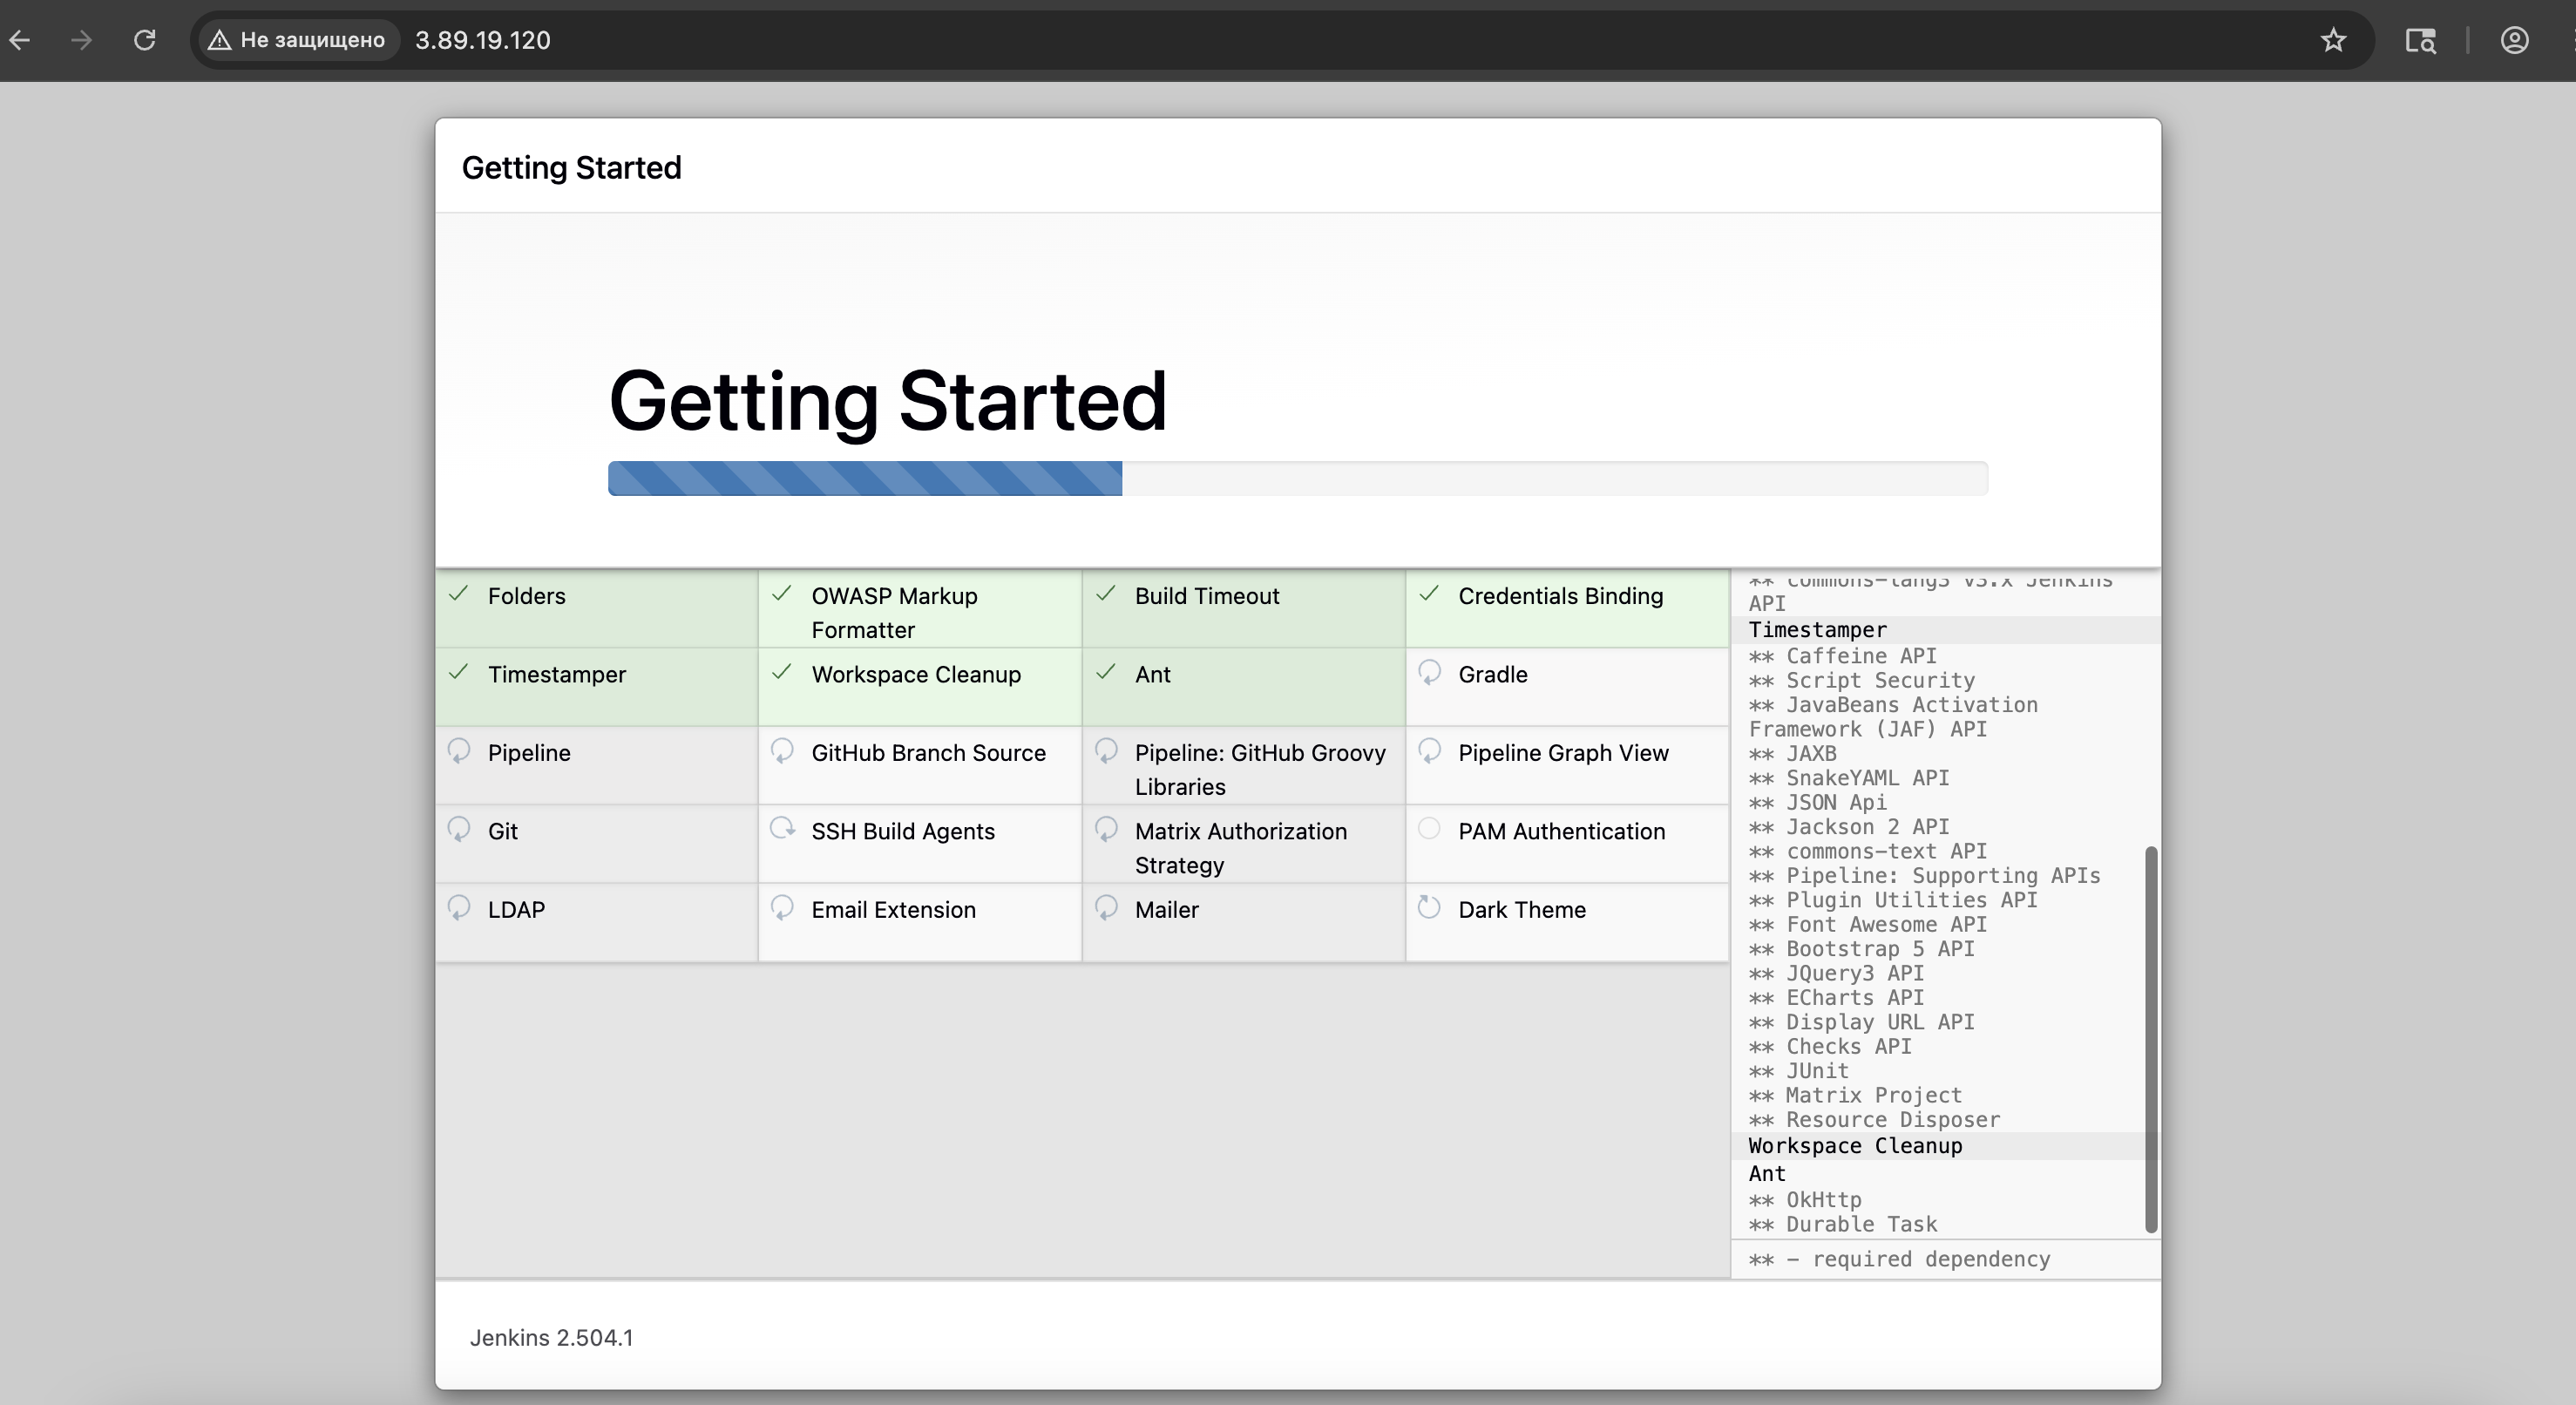 Не защищено
3.89.19.120
Getting Started
Getting Started
Folders
OWASP Markup
Formatter
Build Timeout
Credentials Binding
Timestamper
Workspace Cleanup
Ant
Gradle
Pipeline
GitHub Branch Source
Pipeline: GitHub Groovy
Libraries
Pipeline Graph View
Git
SSH Build Agents
Matrix Authorization
Strategy
PAM Authentication
LDAP
Email Extension
Mailer
Dark Theme
** commons-lang3 v3.x Jenkins
API
Timestamper
** Caffeine API
** Script Security
** JavaBeans Activation
Framework (JAF) API
** JAXB
** SnakeYAML API
** JSON Api
** Jackson 2 API
** commons-text API
** Pipeline: Supporting APIs
** Plugin Utilities API
** Font Awesome API
** Bootstrap 5 API
** JQuery3 API
** ECharts API
** Display URL API
** Checks API
** JUnit
** Matrix Project
** Resource Disposer
Workspace Cleanup
Ant
** OkHttp
** Durable Task
** - required dependency
Jenkins 2.504.1